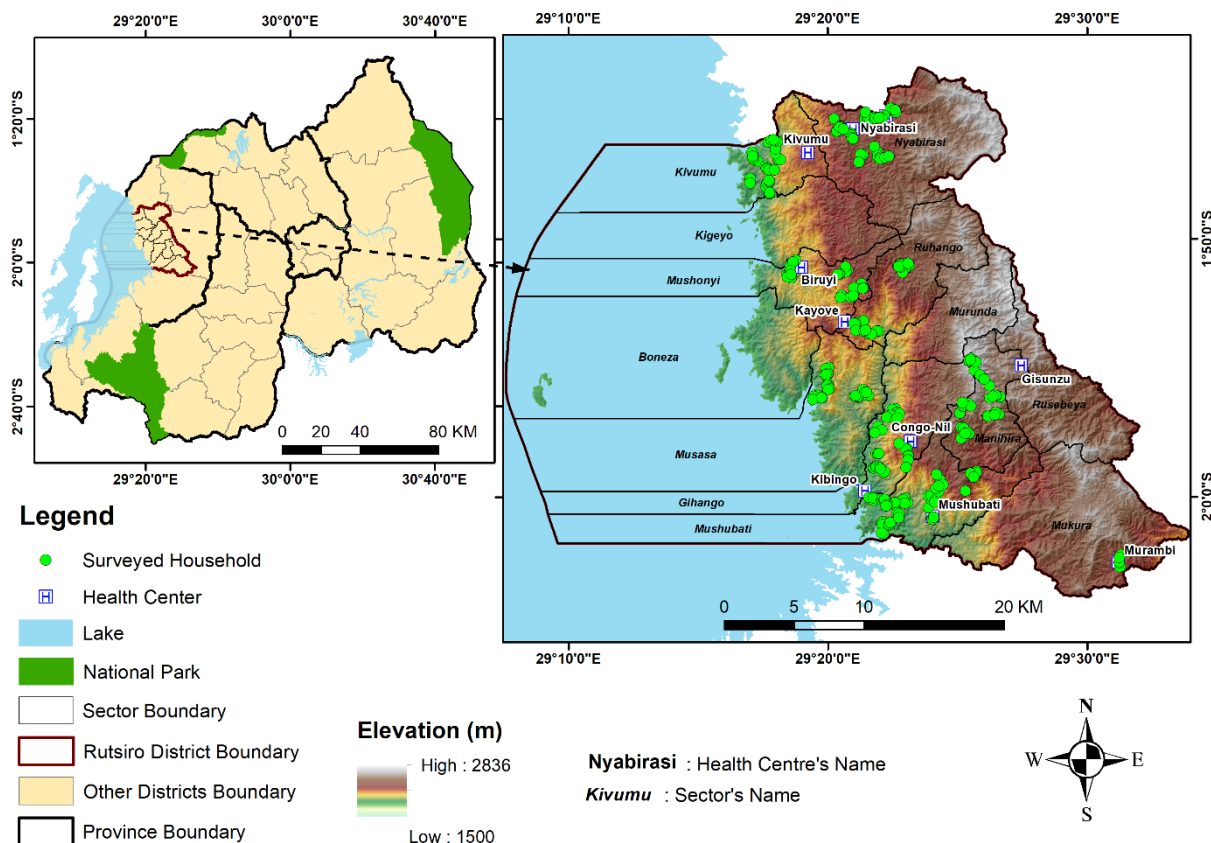 29°20'0"E 30°0'0"E 30°40'0"E
1°20'0"S
2°0'0"S
2°40'0"S
0 20 40 80 KM
29°20'0"E 30°0'0"E 30°40'0"E
29°10'0"E 29°20'0"E 29°30'0"E
1°50'0"S
2°0'0"S
Kivumu
Nyabirasi
Nyabirasi
Kivumu
Kigeyo
Ruhango
Mushonyi
Biruyi
Kayove
Murunda
Boneza
Gisunzu
Rusebeya
Congo-Nil
Manihira
Musasa
Kibingo
Gihango
Mushubati
Mushubati
Mukura
Murambi
0 5 10 20 KM
29°10'0"E 29°20'0"E 29°30'0"E
Legend
Surveyed Household
H Health Center
Lake
National Park
Sector Boundary
Rutsiro District Boundary
Other Districts Boundary
Province Boundary
Elevation (m)
High : 2836
Low : 1500
Nyabirasi : Health Centre's Name
Kivumu : Sector's Name
N
W E
S